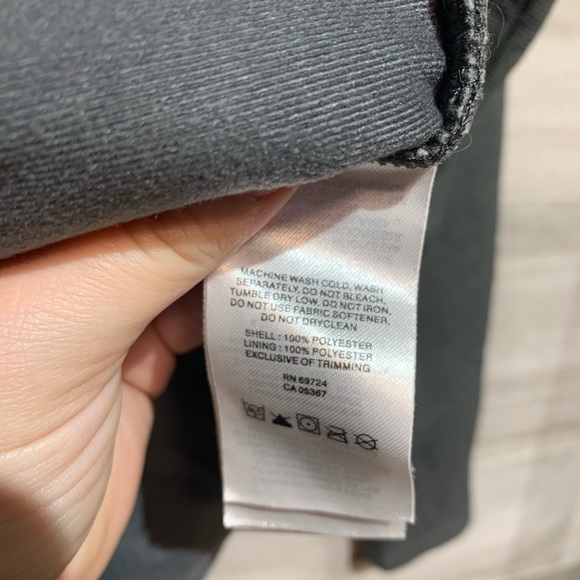 MACHINE WASH COLD, WASH
SEPARATELY, DO NOT BLEACH,
TUMBLE DRY LOW, DO NOT IRON,
DO NOT USE FABRIC SOFTENER,
DO NOT DRYCLEAN
SHELL : 100% POLYESTER
LINING : 100% POLYESTER
EXCLUSIVE OF TRIMMING
RN 69724
CA 05367